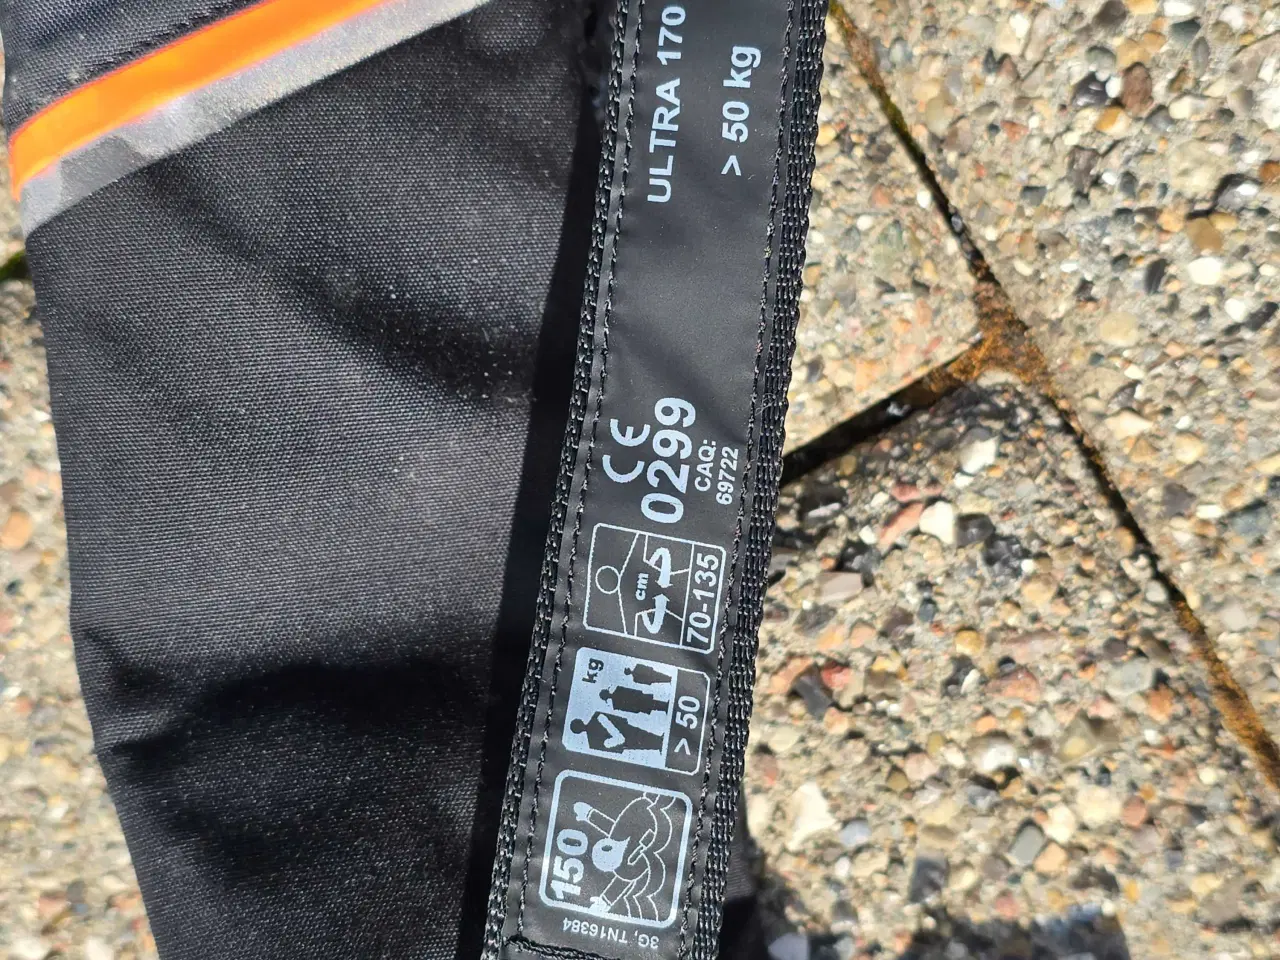 ULTRA 170
> 50 kg
CE
0299
CAQ:
69722
cm
70-135
kg
> 50
150
3G, TN16384